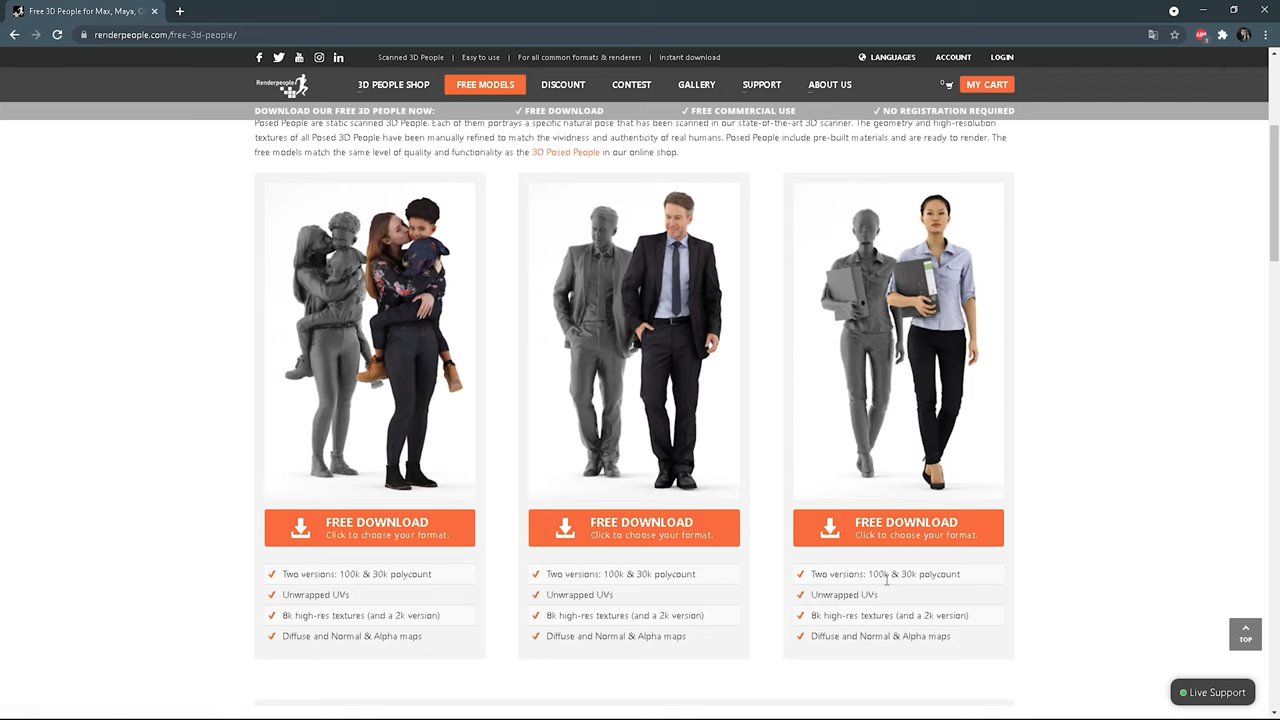 Free 3D People for Max, Maya, C
renderpeople.com/free-3d-people/
Scanned 3D People | Easy to use | For all common formats & renderers | Instant download
LANGUAGES ACCOUNT LOGIN
Renderpeople
3D PEOPLE SHOP FREE MODELS DISCOUNT CONTEST GALLERY SUPPORT ABOUT US 0 MY CART
DOWNLOAD OUR FREE 3D PEOPLE NOW: ✓ FREE DOWNLOAD ✓ FREE COMMERCIAL USE ✓ NO REGISTRATION REQUIRED
Posed People are static scanned 3D People. Each of them portrays a specific natural pose that has been scanned in our state-of-the-art 3D scanner. The geometry and high-resolution
textures of all Posed 3D People have been manually refined to match the vividness and authenticity of real humans. Posed People include pre-built materials and are ready to render. The
free models match the same level of quality and functionality as the 3D Posed People in our online shop.
FREE DOWNLOAD
Click to choose your format.
✓ Two versions: 100k & 30k polycount
✓ Unwrapped UVs
✓ 8k high-res textures (and a 2k version)
✓ Diffuse and Normal & Alpha maps
FREE DOWNLOAD
Click to choose your format.
✓ Two versions: 100k & 30k polycount
✓ Unwrapped UVs
✓ 8k high-res textures (and a 2k version)
✓ Diffuse and Normal & Alpha maps
FREE DOWNLOAD
Click to choose your format.
✓ Two versions: 100k & 30k polycount
✓ Unwrapped UVs
✓ 8k high-res textures (and a 2k version)
✓ Diffuse and Normal & Alpha maps
TOP
Live Support